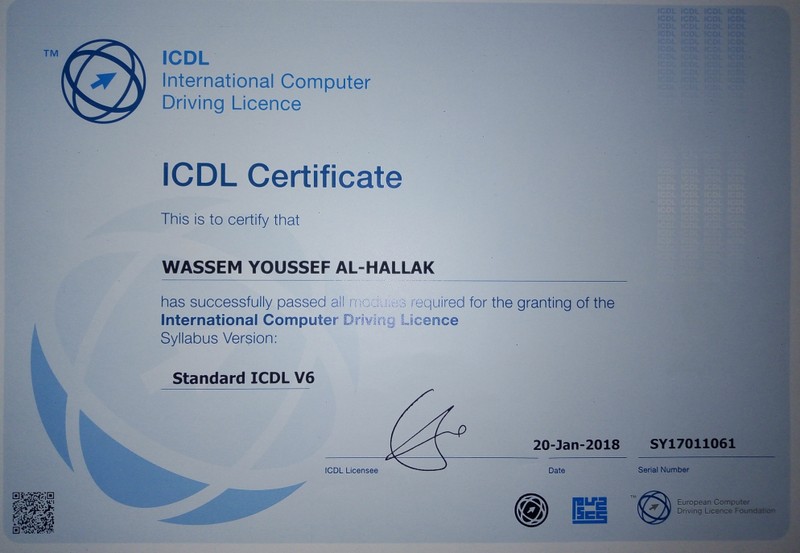 TM
ICDL
International Computer
Driving Licence
ICDL Certificate
This is to certify that
WASSEM YOUSSEF AL-HALLAK
has successfully passed all modules required for the granting of the
International Computer Driving Licence
Syllabus Version:
Standard ICDL V6
20-Jan-2018
SY17011061
ICDL Licensee
Date
Serial Number
TM
European Computer
Driving Licence Foundation